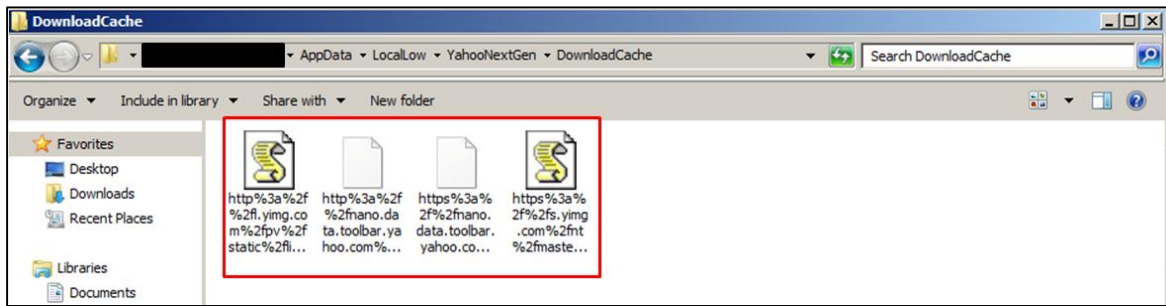 DownloadCache
AppData LocalLow YahooNextGen DownloadCache Search DownloadCache
Organize Include in library Share with New folder
Favorites
Desktop
Downloads
Recent Places
Libraries
Documents
http%3a%2f
%2fl.yimg.co
m%2fpv%2f
static%2fli...
http%3a%2f
%2fnano.da
ta.toolbar.ya
hoo.com%...
https%3a%
2f%2fnano.
data.toolbar.
yahoo.co...
https%3a%
2f%2fs.yimg
.com%2fnt
%2fmaste...